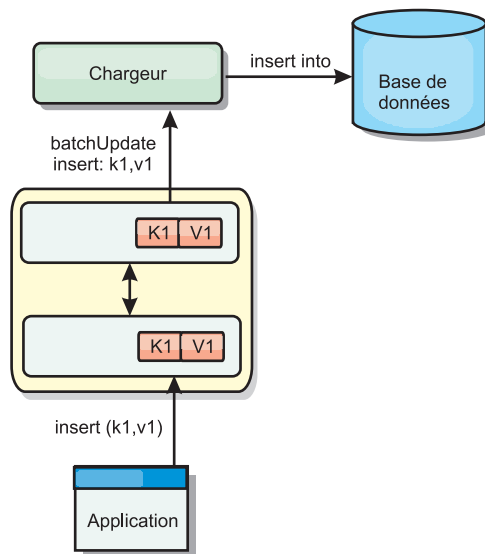 Chargeur
insert into
Base de
données
batchUpdate
insert: k1,v1
K1 V1
K1 V1
insert (k1,v1)
Application